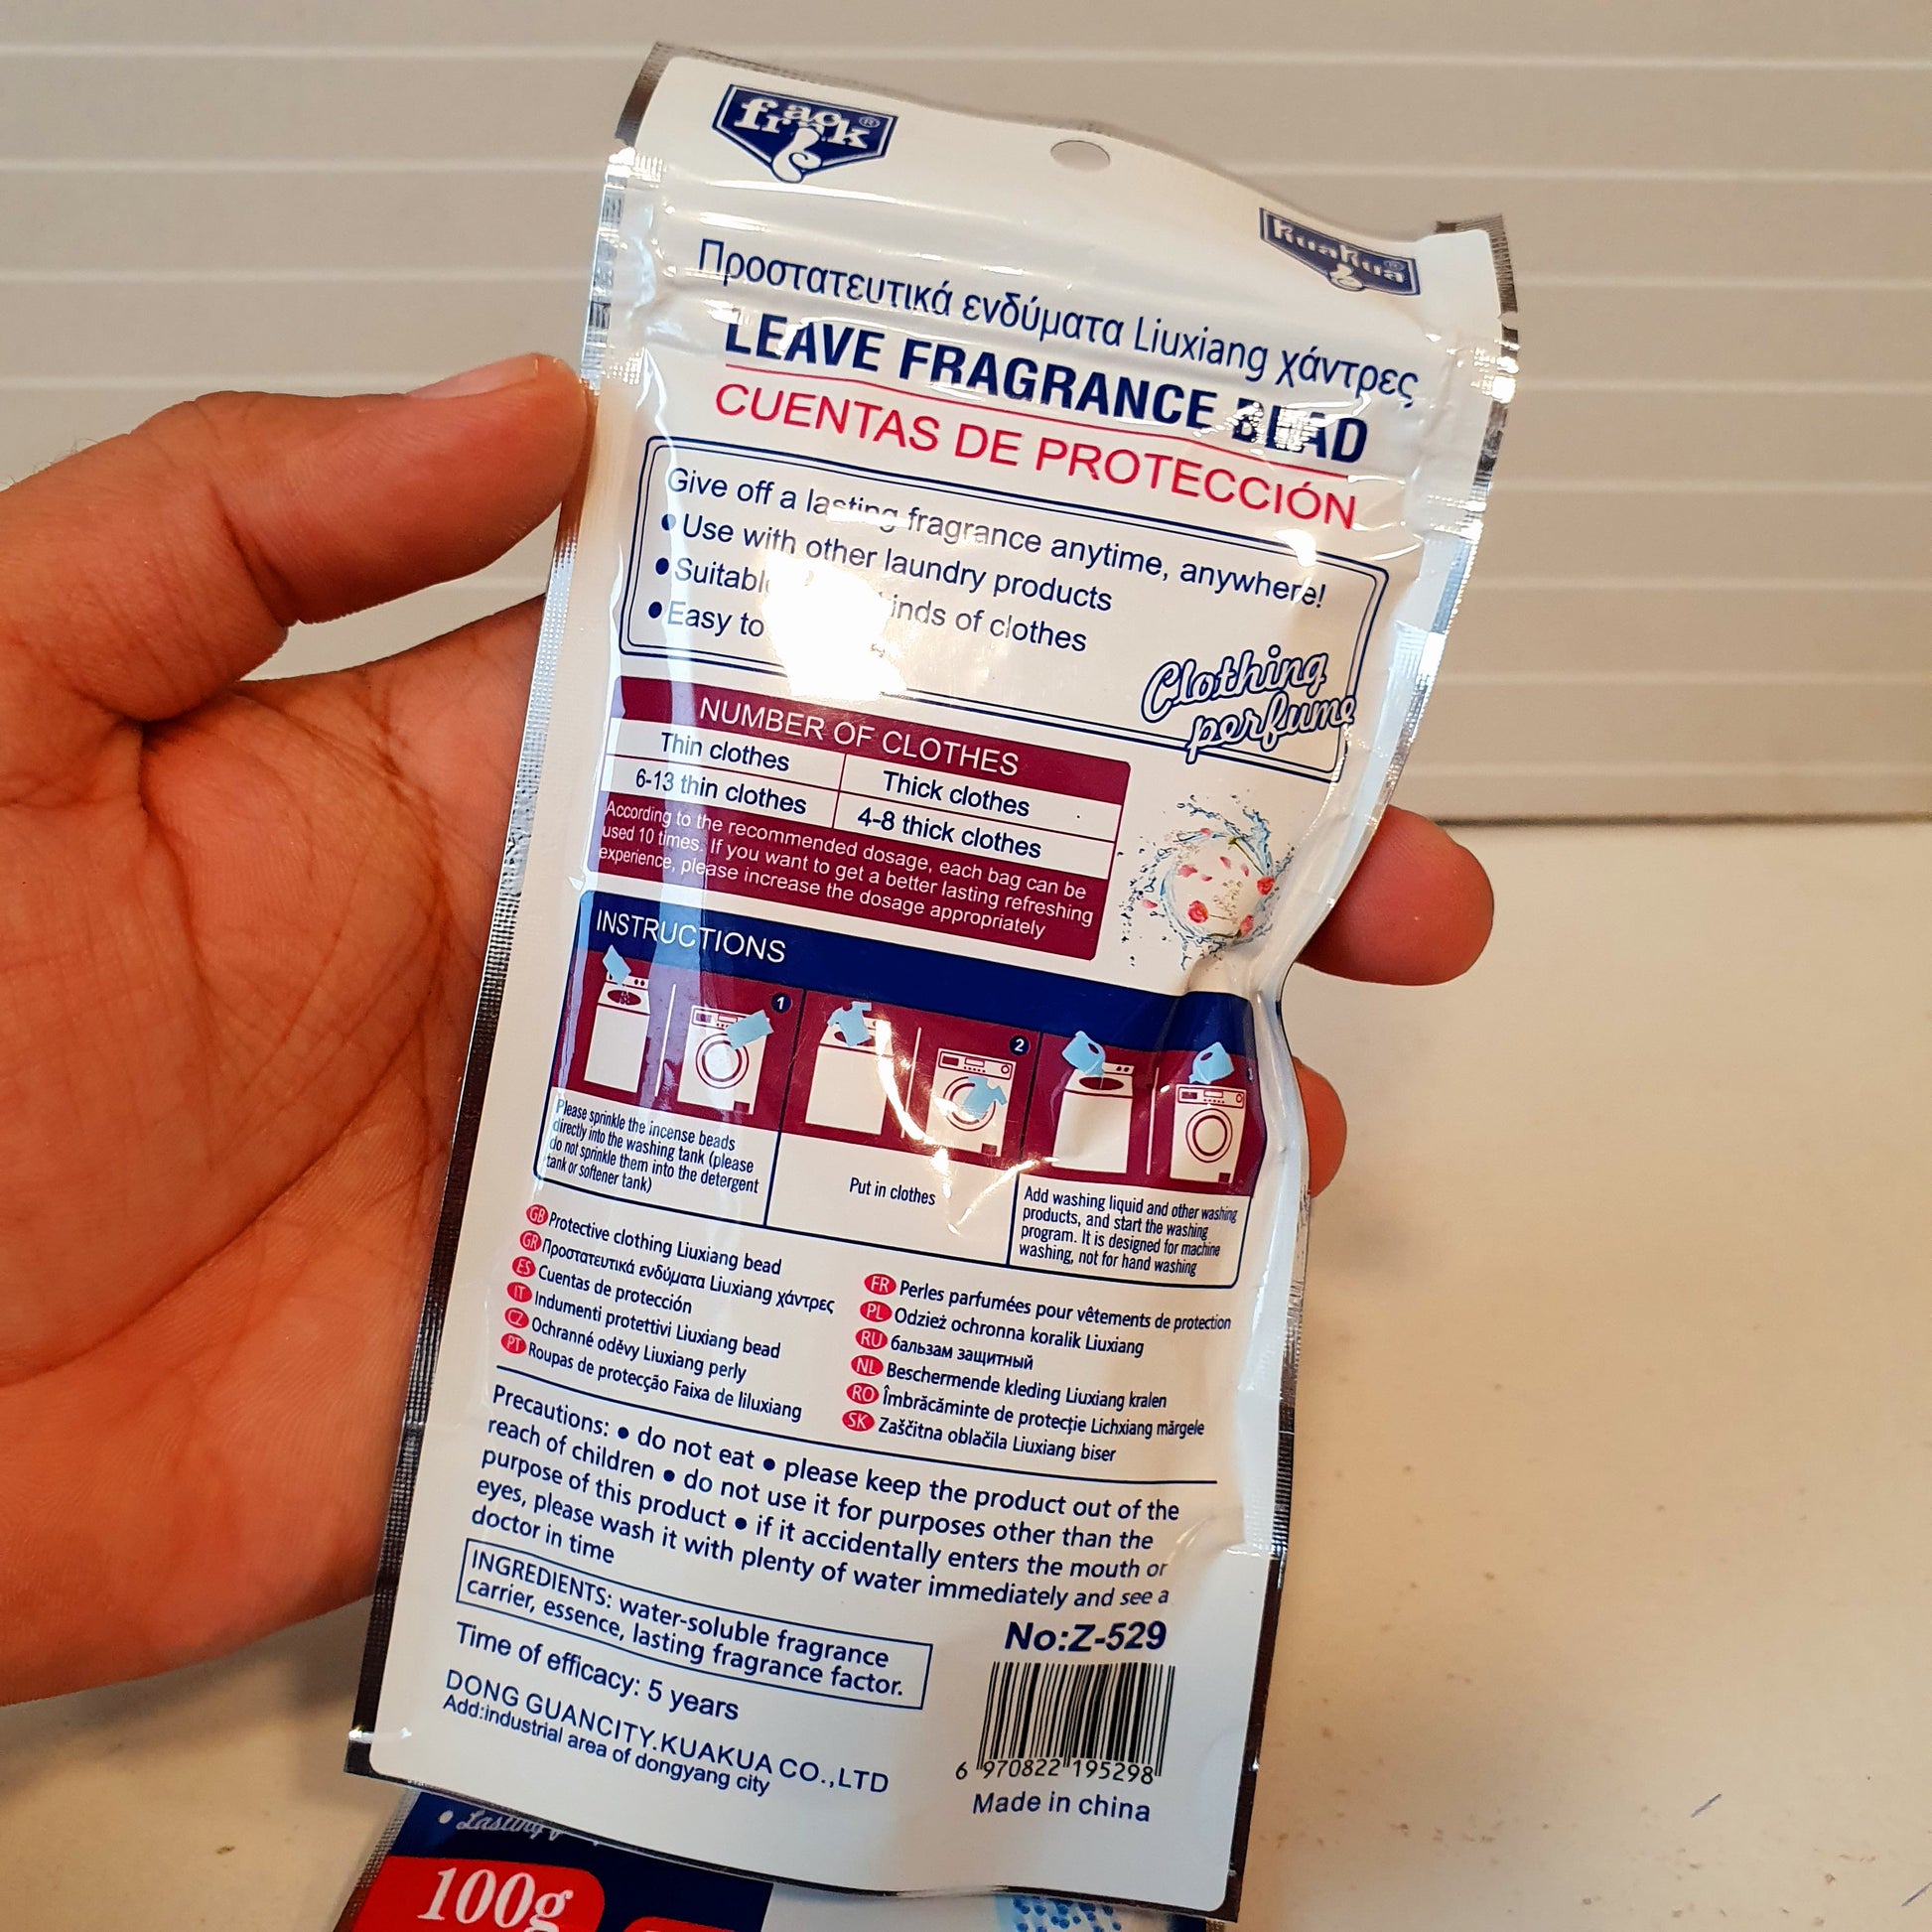 fraok®
KuaKua®
Προστατευτικά ενδύματα Liuxiang χάντρες
LEAVE FRAGRANCE BEAD
CUENTAS DE PROTECCIÓN
Give off a lasting fragrance anytime, anywhere!
● Use with other laundry products
● kinds of clothes
● Easy to
Clothing
perfume
NUMBER OF CLOTHES
Thin clothes
Thick clothes
6-13 thin clothes
4-8 thick clothes
According to the recommended dosage, each bag can be
used 10 times. If you want to get a better lasting refreshing
experience, please increase the dosage appropriately
INSTRUCTIONS
1
2
3
Please sprinkle the incense beads
directly into the washing tank (please
do not sprinkle them into the detergent
tank or softener tank)
Put in clothes
Add washing liquid and other washing
products, and start the washing
program. It is designed for machine
washing, not for hand washing
GB Protective clothing Liuxiang bead
GR Προστατευτικά ενδύματα Liuxiang χάντρες
ES Cuentas de protección
IT Indumenti protettivi Liuxiang bead
CZ Ochranné oděvy Liuxiang perly
PT Roupas de protecção Faixa de liluxiang
FR Perles parfumées pour vêtements de protection
PL Odzież ochronna koralik Liuxiang
RU бальзам защитный
NL Beschermende kleding Liuxiang kralen
RO Îmbrăcăminte de protecție Lichxiang mărgele
SK Zaščitna oblačila Liuxiang biser
Precautions: ● do not eat ● please keep the product out of the
reach of children ● do not use it for purposes other than the
purpose of this product ● if it accidentally enters the mouth or
eyes, please wash it with plenty of water immediately and see a
doctor in time
INGREDIENTS: water-soluble fragrance
carrier, essence, lasting fragrance factor.
Time of efficacy: 5 years
DONG GUANCITY.KUAKUA CO.,LTD
Add:industrial area of dongyang city
No:Z-529
6 970822 195298
Made in china
● Lasting
100g